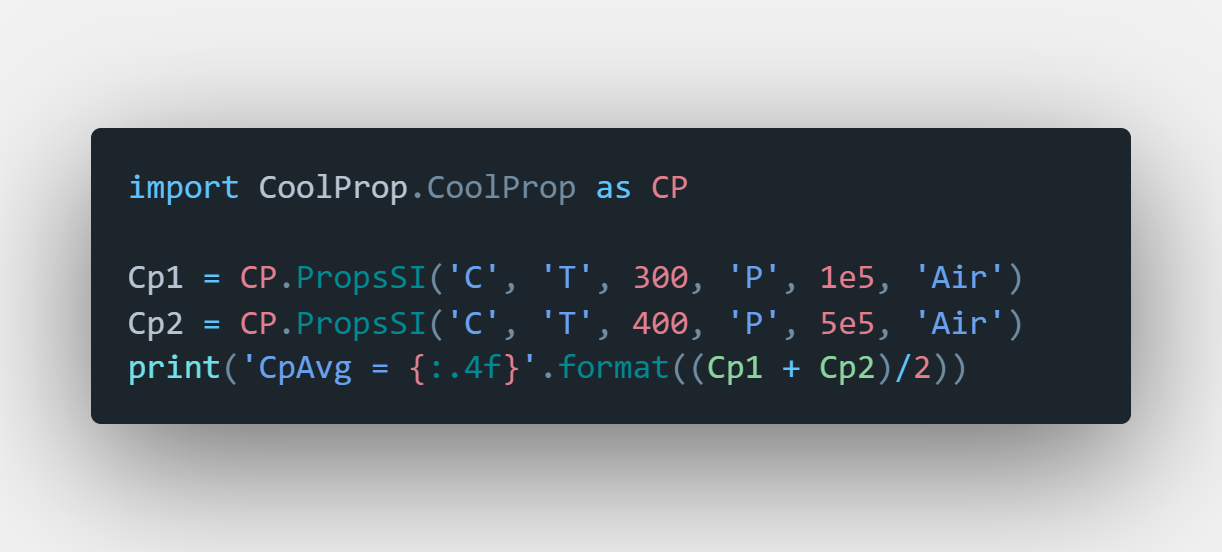 import CoolProp.CoolProp as CP
Cp1 = CP.PropsSI('C', 'T', 300, 'P', 1e5, 'Air')
Cp2 = CP.PropsSI('C', 'T', 400, 'P', 5e5, 'Air')
print('CpAvg = {:.4f}'.format((Cp1 + Cp2)/2))